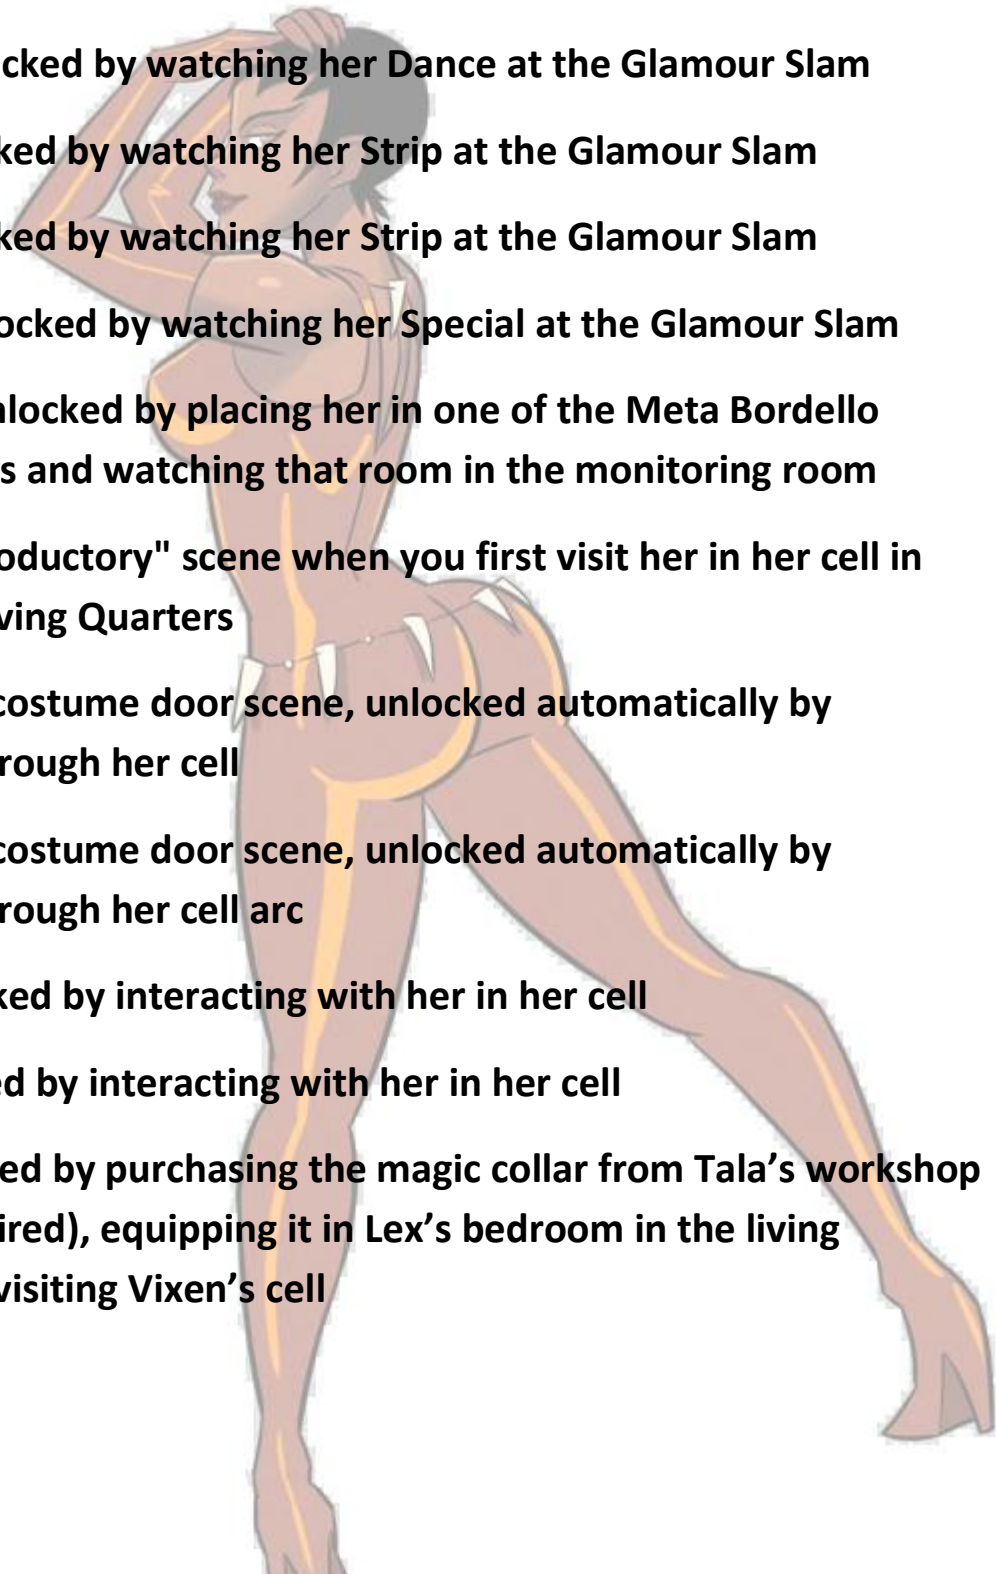 cked by watching her Dance at the Glamour Slam
ked by watching her Strip at the Glamour Slam
ked by watching her Strip at the Glamour Slam
ocked by watching her Special at the Glamour Slam
nlocked by placing her in one of the Meta Bordello
s and watching that room in the monitoring room
oductory" scene when you first visit her in her cell in
ving Quarters
costume door scene, unlocked automatically by
rough her cell
costume door scene, unlocked automatically by
rough her cell arc
ked by interacting with her in her cell
ed by interacting with her in her cell
ed by purchasing the magic collar from Tala’s workshop
ired), equipping it in Lex’s bedroom in the living
visiting Vixen’s cell